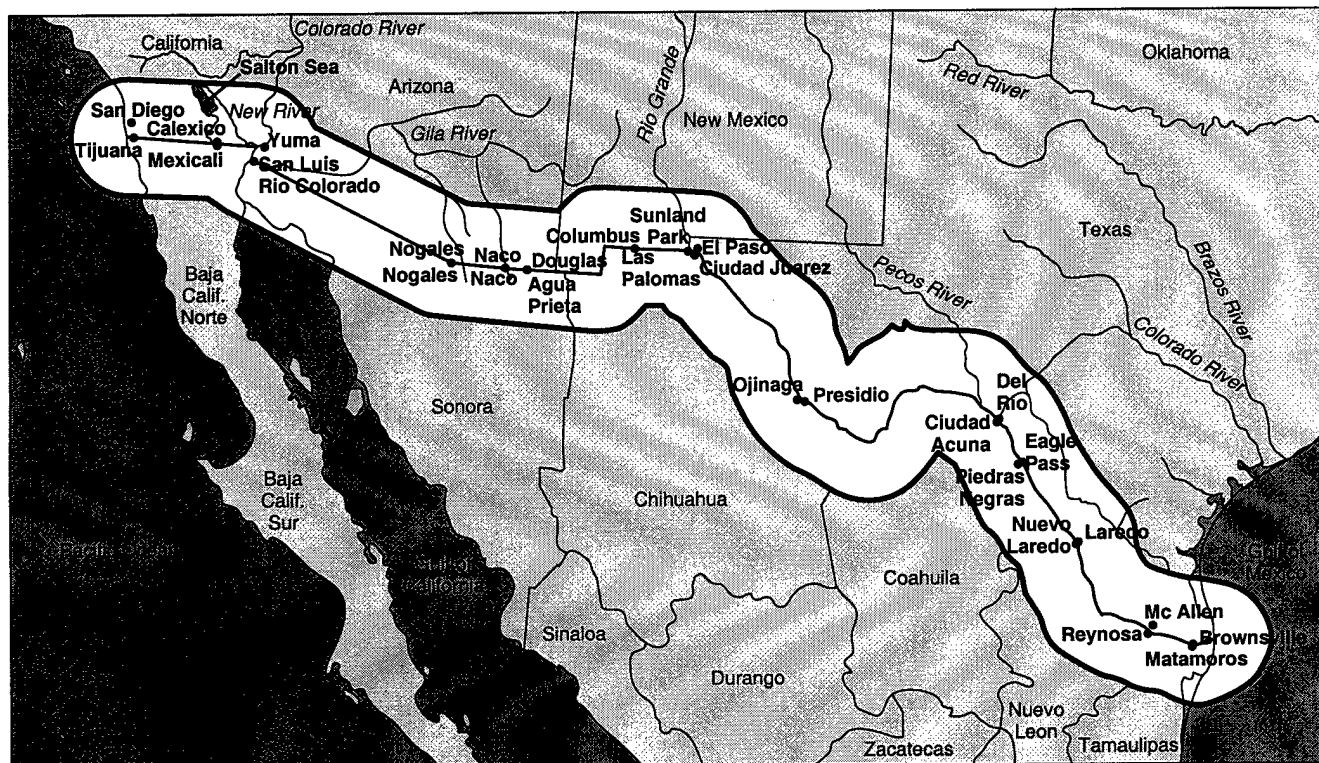 Colorado River
California
Salton Sea
Oklahoma
Arizona
Red River
Rio Grande
New River
San Diego
Calexico
New Mexico
Gila River
Yuma
Tijuana
Mexicali
San Luis
Rio Colorado
Sunland
Park
Texas
Columbus
El Paso
Nogales
Naco
Douglas
Las
Palomas
Ciudad Juarez
Nogales
Naco
Agua
Prieta
Brazos River
Pecos River
Baja
Calif.
Norte
Colorado River
Ojinaga
Presidio
Del
Rio
Sonora
Ciudad
Acuna
Eagle
Pass
Baja
Calif.
Sur
Piedras
Negras
Chihuahua
Nuevo
Laredo
Laredo
Coahuila
Mc Allen
Sinaloa
Reynosa
Brownsville
Matamoros
Durango
Nuevo
Leon
Zacatecas
Tamaulipas